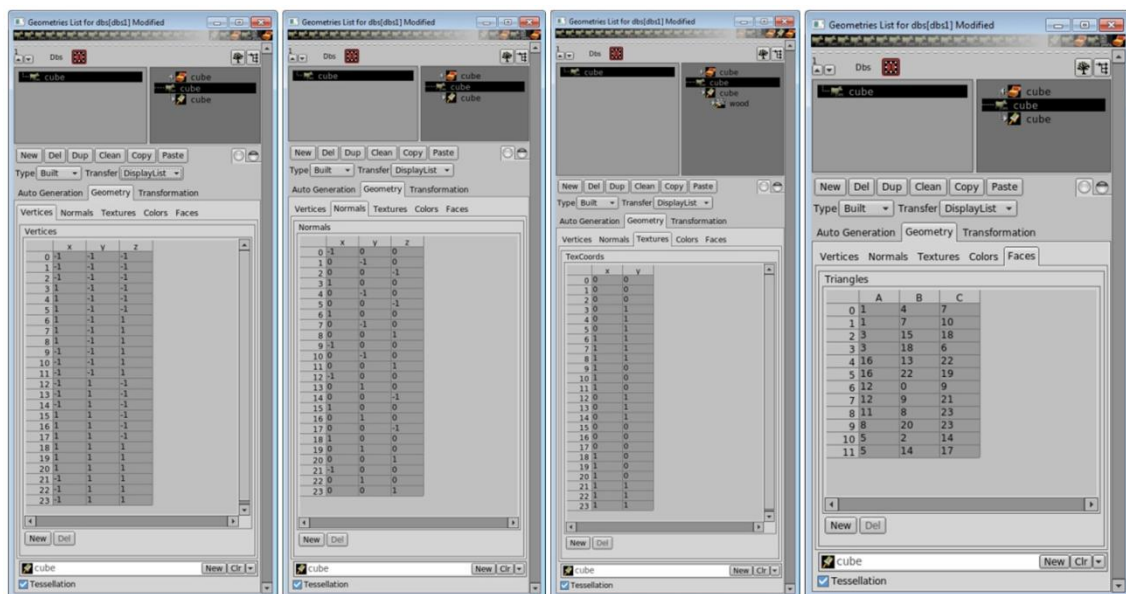 Geometries List for dbs[dbs1] Modified
1
Dbs
cube
cube
cube
cube
New Del Dup Clean Copy Paste
Type Built Transfer DisplayList
Auto Generation Geometry Transformation
Vertices Normals Textures Colors Faces
Vertices
x y z
0 -1 -1 -1
1 -1 -1 -1
2 -1 -1 -1
3 1 -1 -1
4 1 -1 -1
5 1 -1 -1
6 1 -1 1
7 1 -1 1
8 1 -1 1
9 -1 -1 1
10 -1 -1 1
11 -1 -1 1
12 -1 1 -1
13 -1 1 -1
14 -1 1 -1
15 1 1 -1
16 1 1 -1
17 1 1 -1
18 1 1 1
19 1 1 1
20 1 1 1
21 -1 1 1
22 -1 1 1
23 -1 1 1
New Del
cube New Clr
Tessellation
Geometries List for dbs[dbs1] Modified
1
Dbs
cube
cube
cube
cube
New Del Dup Clean Copy Paste
Type Built Transfer DisplayList
Auto Generation Geometry Transformation
Vertices Normals Textures Colors Faces
Normals
x y z
0 -1 0 0
1 0 -1 0
2 0 0 -1
3 1 0 0
4 0 -1 0
5 0 0 -1
6 1 0 0
7 0 -1 0
8 0 0 1
9 -1 0 0
10 0 -1 0
11 0 0 1
12 -1 0 0
13 0 1 0
14 0 0 -1
15 1 0 0
16 0 1 0
17 0 0 -1
18 1 0 0
19 0 1 0
20 0 0 1
21 -1 0 0
22 0 1 0
23 0 0 1
New Del
cube New Clr
Tessellation
Geometries List for dbs[dbs1] Modified
1
Dbs
cube
cube
cube
cube
wood
New Del Dup Clean Copy Paste
Type Built Transfer DisplayList
Auto Generation Geometry Transformation
Vertices Normals Textures Colors Faces
TexCoords
x y
0 0 0
1 0 0
2 0 0
3 0 1
4 0 1
5 0 1
6 1 1
7 1 1
8 1 1
9 1 0
10 1 0
11 1 0
12 0 1
13 0 1
14 0 1
15 0 0
16 0 0
17 0 0
18 1 0
19 1 0
20 1 0
21 1 1
22 1 1
23 1 1
New Del
cube New Clr
Tessellation
Geometries List for dbs[dbs1] Modified
1
Dbs
cube
cube
cube
cube
New Del Dup Clean Copy Paste
Type Built Transfer DisplayList
Auto Generation Geometry Transformation
Vertices Normals Textures Colors Faces
Triangles
A B C
0 1 4 7
1 1 7 10
2 3 15 18
3 3 18 6
4 16 13 22
5 16 22 19
6 12 0 9
7 12 9 21
8 11 8 23
9 8 20 23
10 5 2 14
11 5 14 17
New Del
cube New Clr
Tessellation